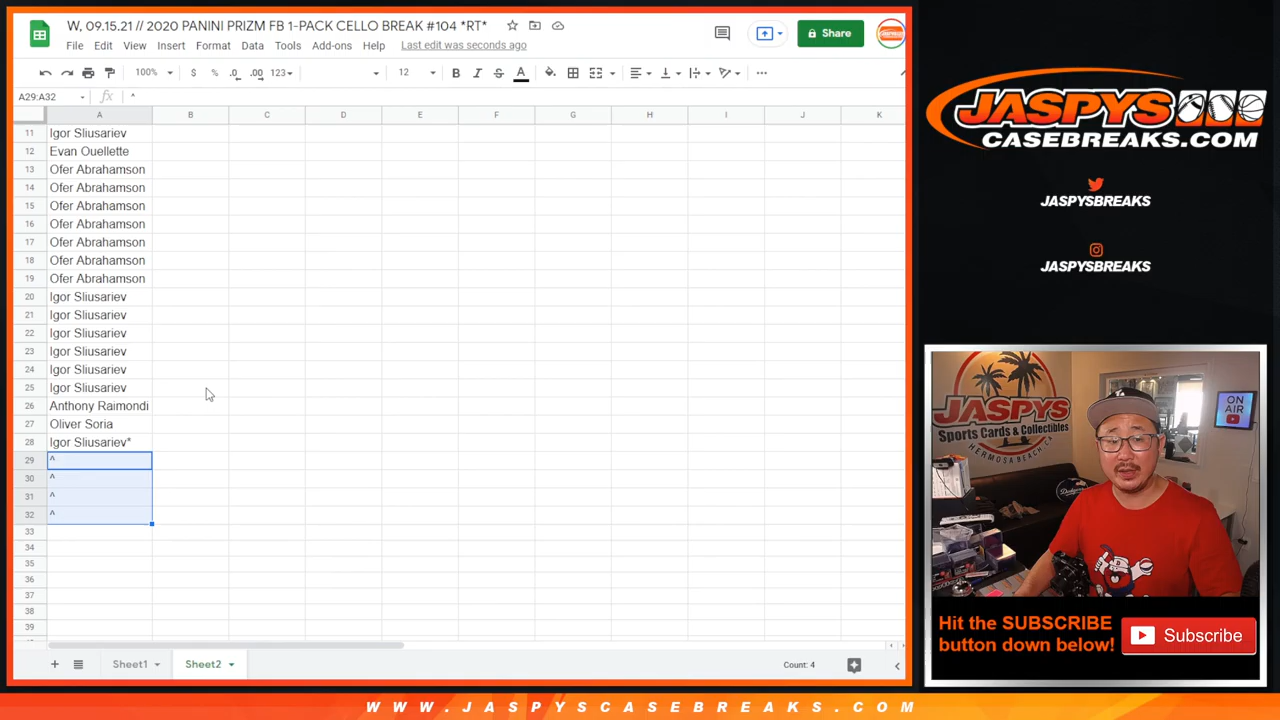 W, 09.15.21 // 2020 PANINI PRIZM FB 1-PACK CELLO BREAK #104 *RT*
File Edit View Insert Format Data Tools Add-ons Help Last edit was seconds ago
Share
100% $ % .0 .00 123 12 B I S A
A29:A32 fx ^
A B C D E F G H I J K
11 Igor Sliusariev
12 Evan Ouellette
13 Ofer Abrahamson
14 Ofer Abrahamson
15 Ofer Abrahamson
16 Ofer Abrahamson
17 Ofer Abrahamson
18 Ofer Abrahamson
19 Ofer Abrahamson
20 Igor Sliusariev
21 Igor Sliusariev
22 Igor Sliusariev
23 Igor Sliusariev
24 Igor Sliusariev
25 Igor Sliusariev
26 Anthony Raimondi
27 Oliver Soria
28 Igor Sliusariev*
29 ^
30 ^
31 ^
32 ^
33
34
35
36
37
38
39
Sheet1 Sheet2 Count: 4
JASPYS
CASEBREAKS.COM
JASPYSBREAKS
JASPYSBREAKS
JASPYS
Sports Cards & Collectibles
HERMOSA BEACH CA
ON
AIR
Dodgers
LA
Hit the SUBSCRIBE
button down below!
Subscribe
WWW.JASPYSCASEBREAKS.COM